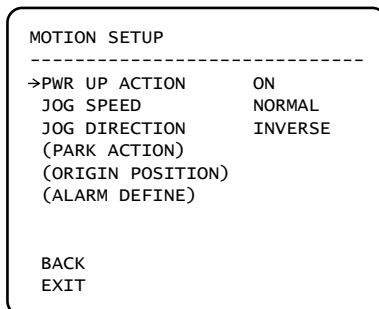 MOTION SETUP
------------------------------
→PWR UP ACTION ON
JOG SPEED NORMAL
JOG DIRECTION INVERSE
(PARK ACTION)
(ORIGIN POSITION)
(ALARM DEFINE)
BACK
EXIT